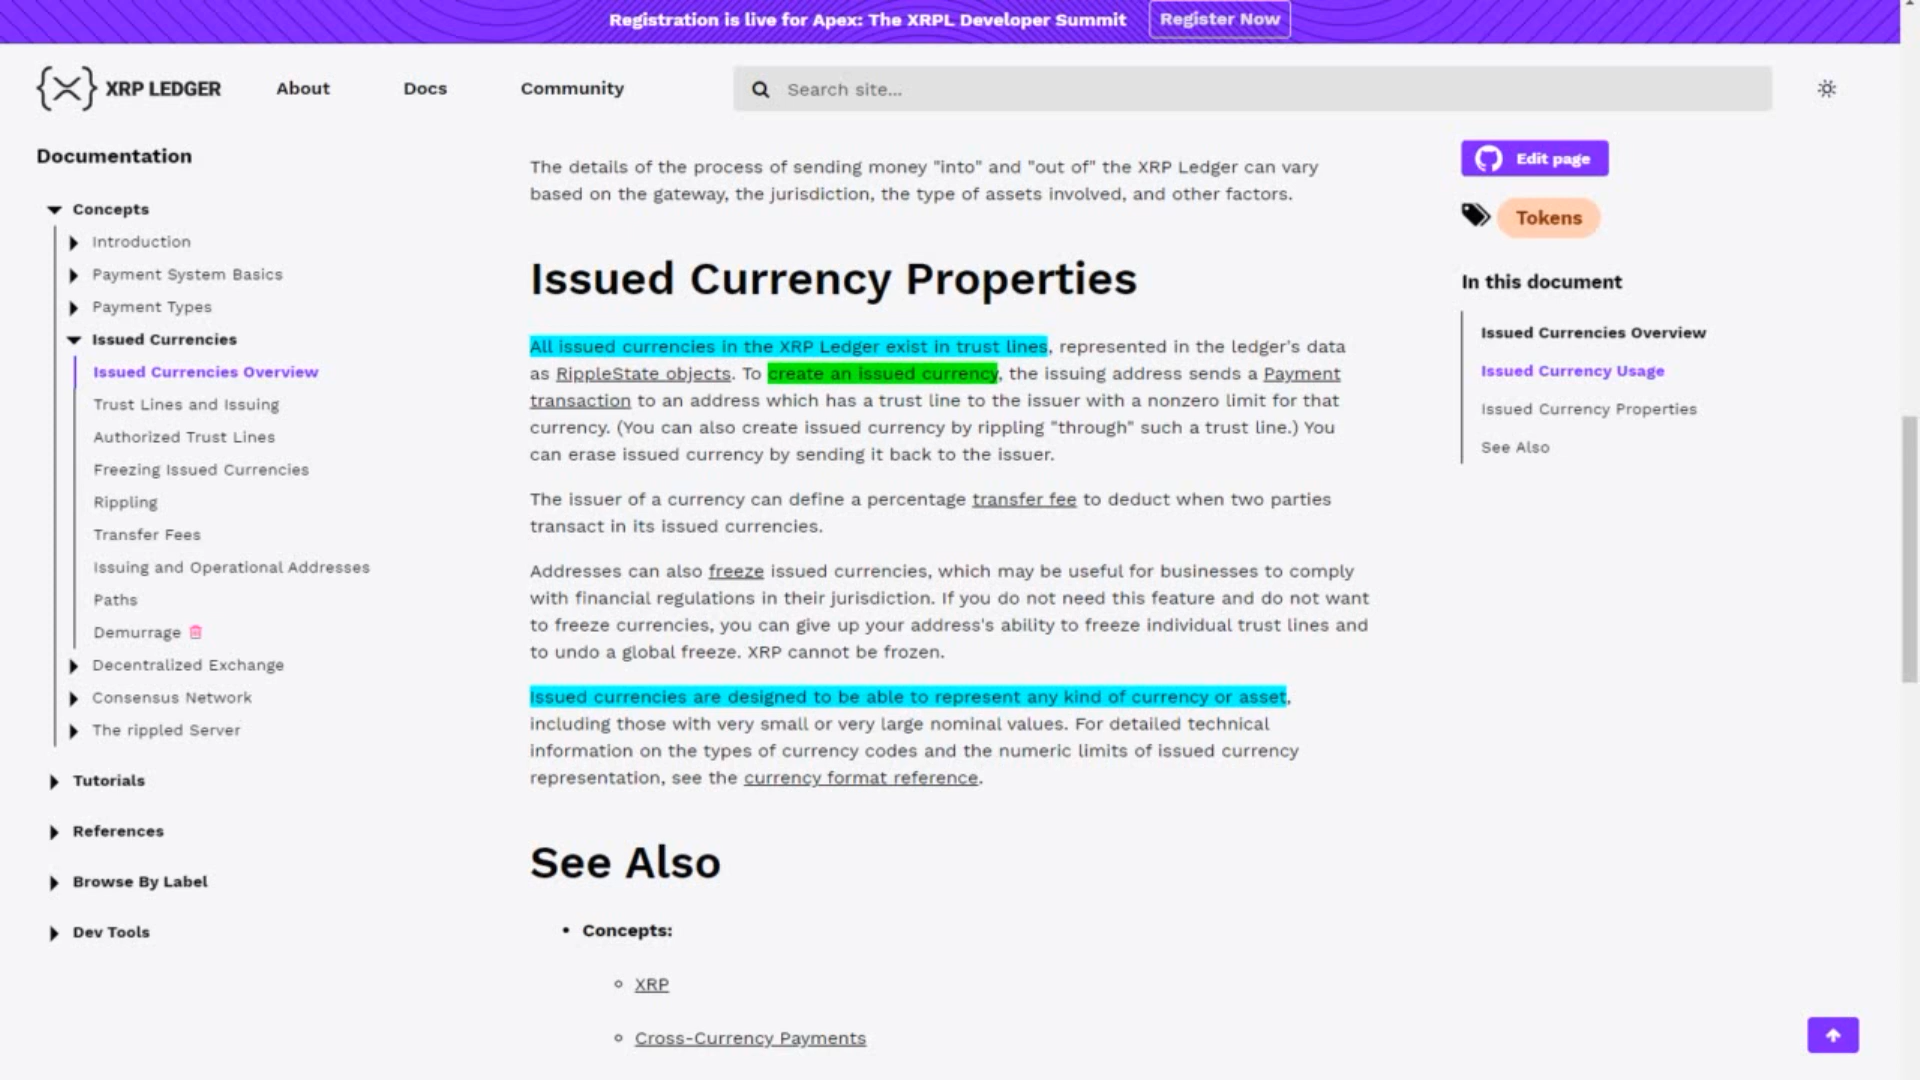 Registration is live for Apex: The XRPL Developer Summit Register Now
XRP LEDGER About Docs Community Search site...
Documentation
Concepts
Introduction
Payment System Basics
Payment Types
Issued Currencies
Issued Currencies Overview
Trust Lines and Issuing
Authorized Trust Lines
Freezing Issued Currencies
Rippling
Transfer Fees
Issuing and Operational Addresses
Paths
Demurrage
Decentralized Exchange
Consensus Network
The rippled Server
Tutorials
References
Browse By Label
Dev Tools
The details of the process of sending money "into" and "out of" the XRP Ledger can vary
based on the gateway, the jurisdiction, the type of assets involved, and other factors.
Issued Currency Properties
All issued currencies in the XRP Ledger exist in trust lines, represented in the ledger's data
as RippleState objects. To create an issued currency, the issuing address sends a Payment
transaction to an address which has a trust line to the issuer with a nonzero limit for that
currency. (You can also create issued currency by rippling "through" such a trust line.) You
can erase issued currency by sending it back to the issuer.
The issuer of a currency can define a percentage transfer fee to deduct when two parties
transact in its issued currencies.
Addresses can also freeze issued currencies, which may be useful for businesses to comply
with financial regulations in their jurisdiction. If you do not need this feature and do not want
to freeze currencies, you can give up your address's ability to freeze individual trust lines and
to undo a global freeze. XRP cannot be frozen.
Issued currencies are designed to be able to represent any kind of currency or asset,
including those with very small or very large nominal values. For detailed technical
information on the types of currency codes and the numeric limits of issued currency
representation, see the currency format reference.
See Also
• Concepts:
XRP
Cross-Currency Payments
Edit page
Tokens
In this document
Issued Currencies Overview
Issued Currency Usage
Issued Currency Properties
See Also